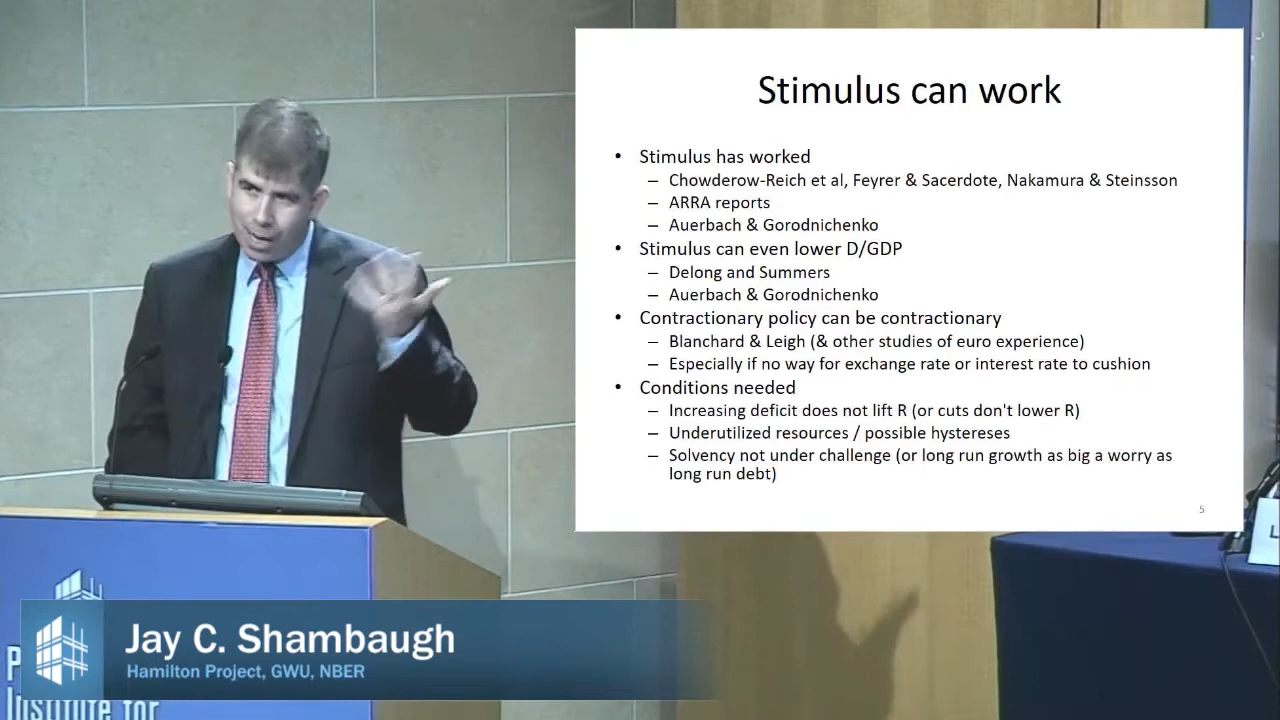 Stimulus can work
• Stimulus has worked
– Chowderow-Reich et al, Feyrer & Sacerdote, Nakamura & Steinsson
– ARRA reports
– Auerbach & Gorodnichenko
• Stimulus can even lower D/GDP
– Delong and Summers
– Auerbach & Gorodnichenko
• Contractionary policy can be contractionary
– Blanchard & Leigh (& other studies of euro experience)
– Especially if no way for exchange rate or interest rate to cushion
• Conditions needed
– Increasing deficit does not lift R (or cuts don't lower R)
– Underutilized resources / possible hystereses
– Solvency not under challenge (or long run growth as big a worry as
long run debt)
5
Jay C. Shambaugh
Hamilton Project, GWU, NBER
Institute for